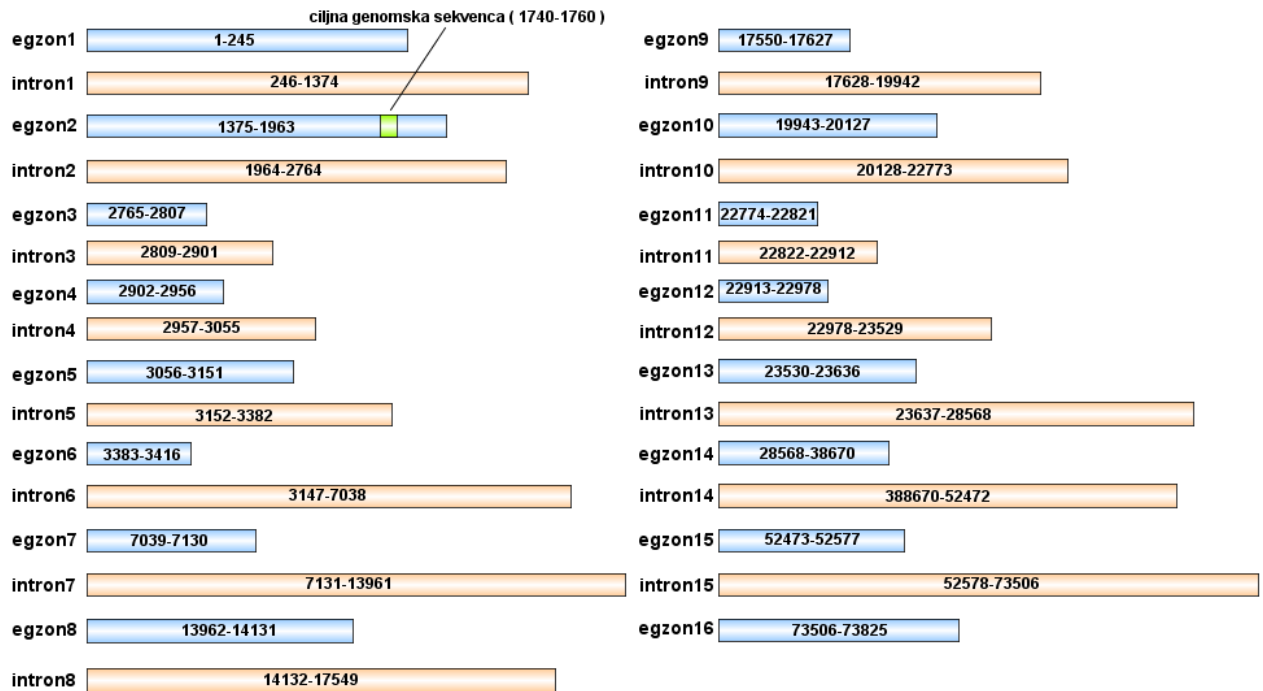 ciljna genomska sekvenca ( 1740-1760 )
egzon1 1-245
intron1 246-1374
egzon2 1375-1963
intron2 1964-2764
egzon3 2765-2807
intron3 2809-2901
egzon4 2902-2956
intron4 2957-3055
egzon5 3056-3151
intron5 3152-3382
egzon6 3383-3416
intron6 3147-7038
egzon7 7039-7130
intron7 7131-13961
egzon8 13962-14131
intron8 14132-17549
egzon9 17550-17627
intron9 17628-19942
egzon10 19943-20127
intron10 20128-22773
egzon11 22774-22821
intron11 22822-22912
egzon12 22913-22978
intron12 22978-23529
egzon13 23530-23636
intron13 23637-28568
egzon14 28568-38670
intron14 388670-52472
egzon15 52473-52577
intron15 52578-73506
egzon16 73506-73825